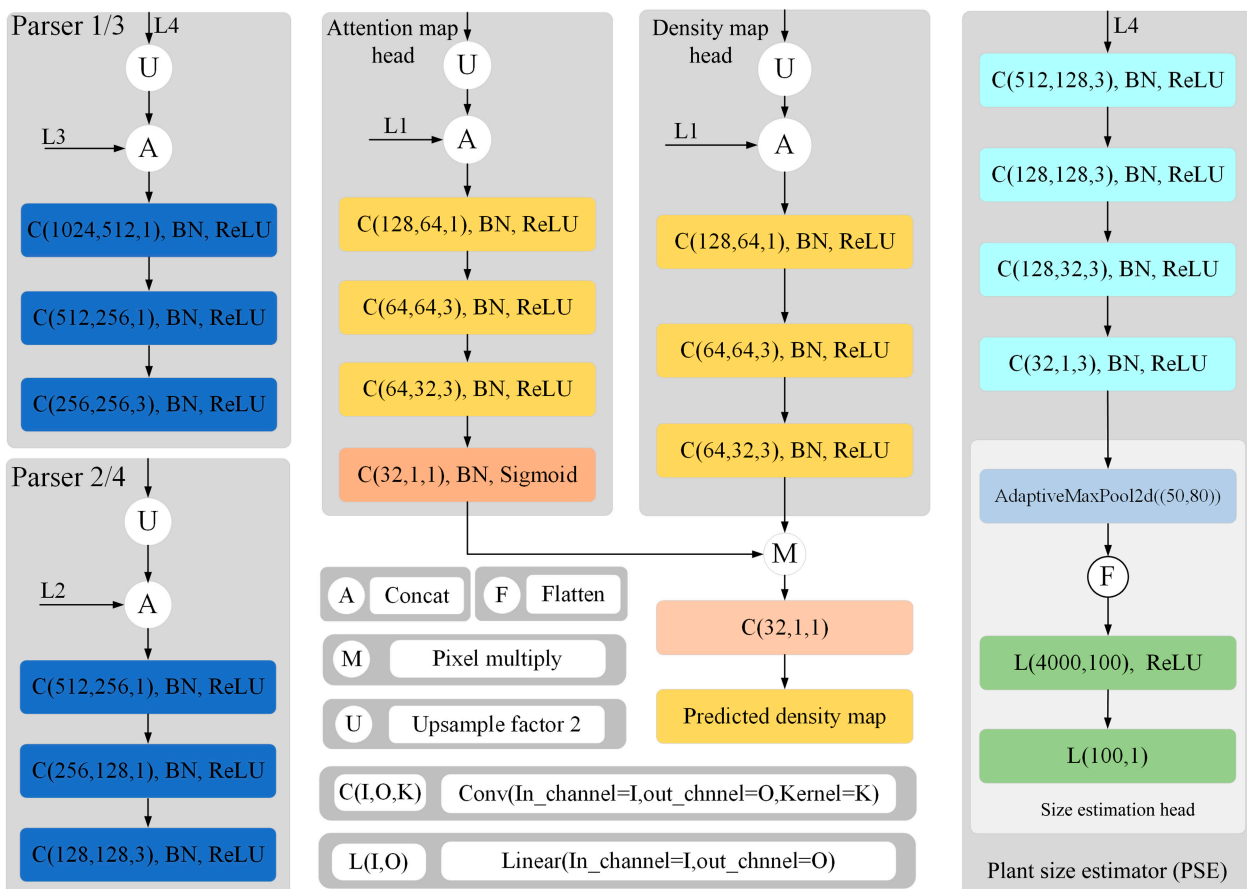 Parser 1/3
L4
U
L3
A
C(1024,512,1), BN, ReLU
C(512,256,1), BN, ReLU
C(256,256,3), BN, ReLU
Parser 2/4
U
L2
A
C(512,256,1), BN, ReLU
C(256,128,1), BN, ReLU
C(128,128,3), BN, ReLU
Attention map
head
U
L1
A
C(128,64,1), BN, ReLU
C(64,64,3), BN, ReLU
C(64,32,3), BN, ReLU
C(32,1,1), BN, Sigmoid
Density map
head
U
L1
A
C(128,64,1), BN, ReLU
C(64,64,3), BN, ReLU
C(64,32,3), BN, ReLU
M
C(32,1,1)
Predicted density map
A Concat
F Flatten
M Pixel multiply
U Upsample factor 2
C(I,O,K) Conv(In_channel=I,out_chnnel=O,Kernel=K)
L(I,O) Linear(In_channel=I,out_chnnel=O)
L4
C(512,128,3), BN, ReLU
C(128,128,3), BN, ReLU
C(128,32,3), BN, ReLU
C(32,1,3), BN, ReLU
AdaptiveMaxPool2d((50,80))
F
L(4000,100), ReLU
L(100,1)
Size estimation head
Plant size estimator (PSE)